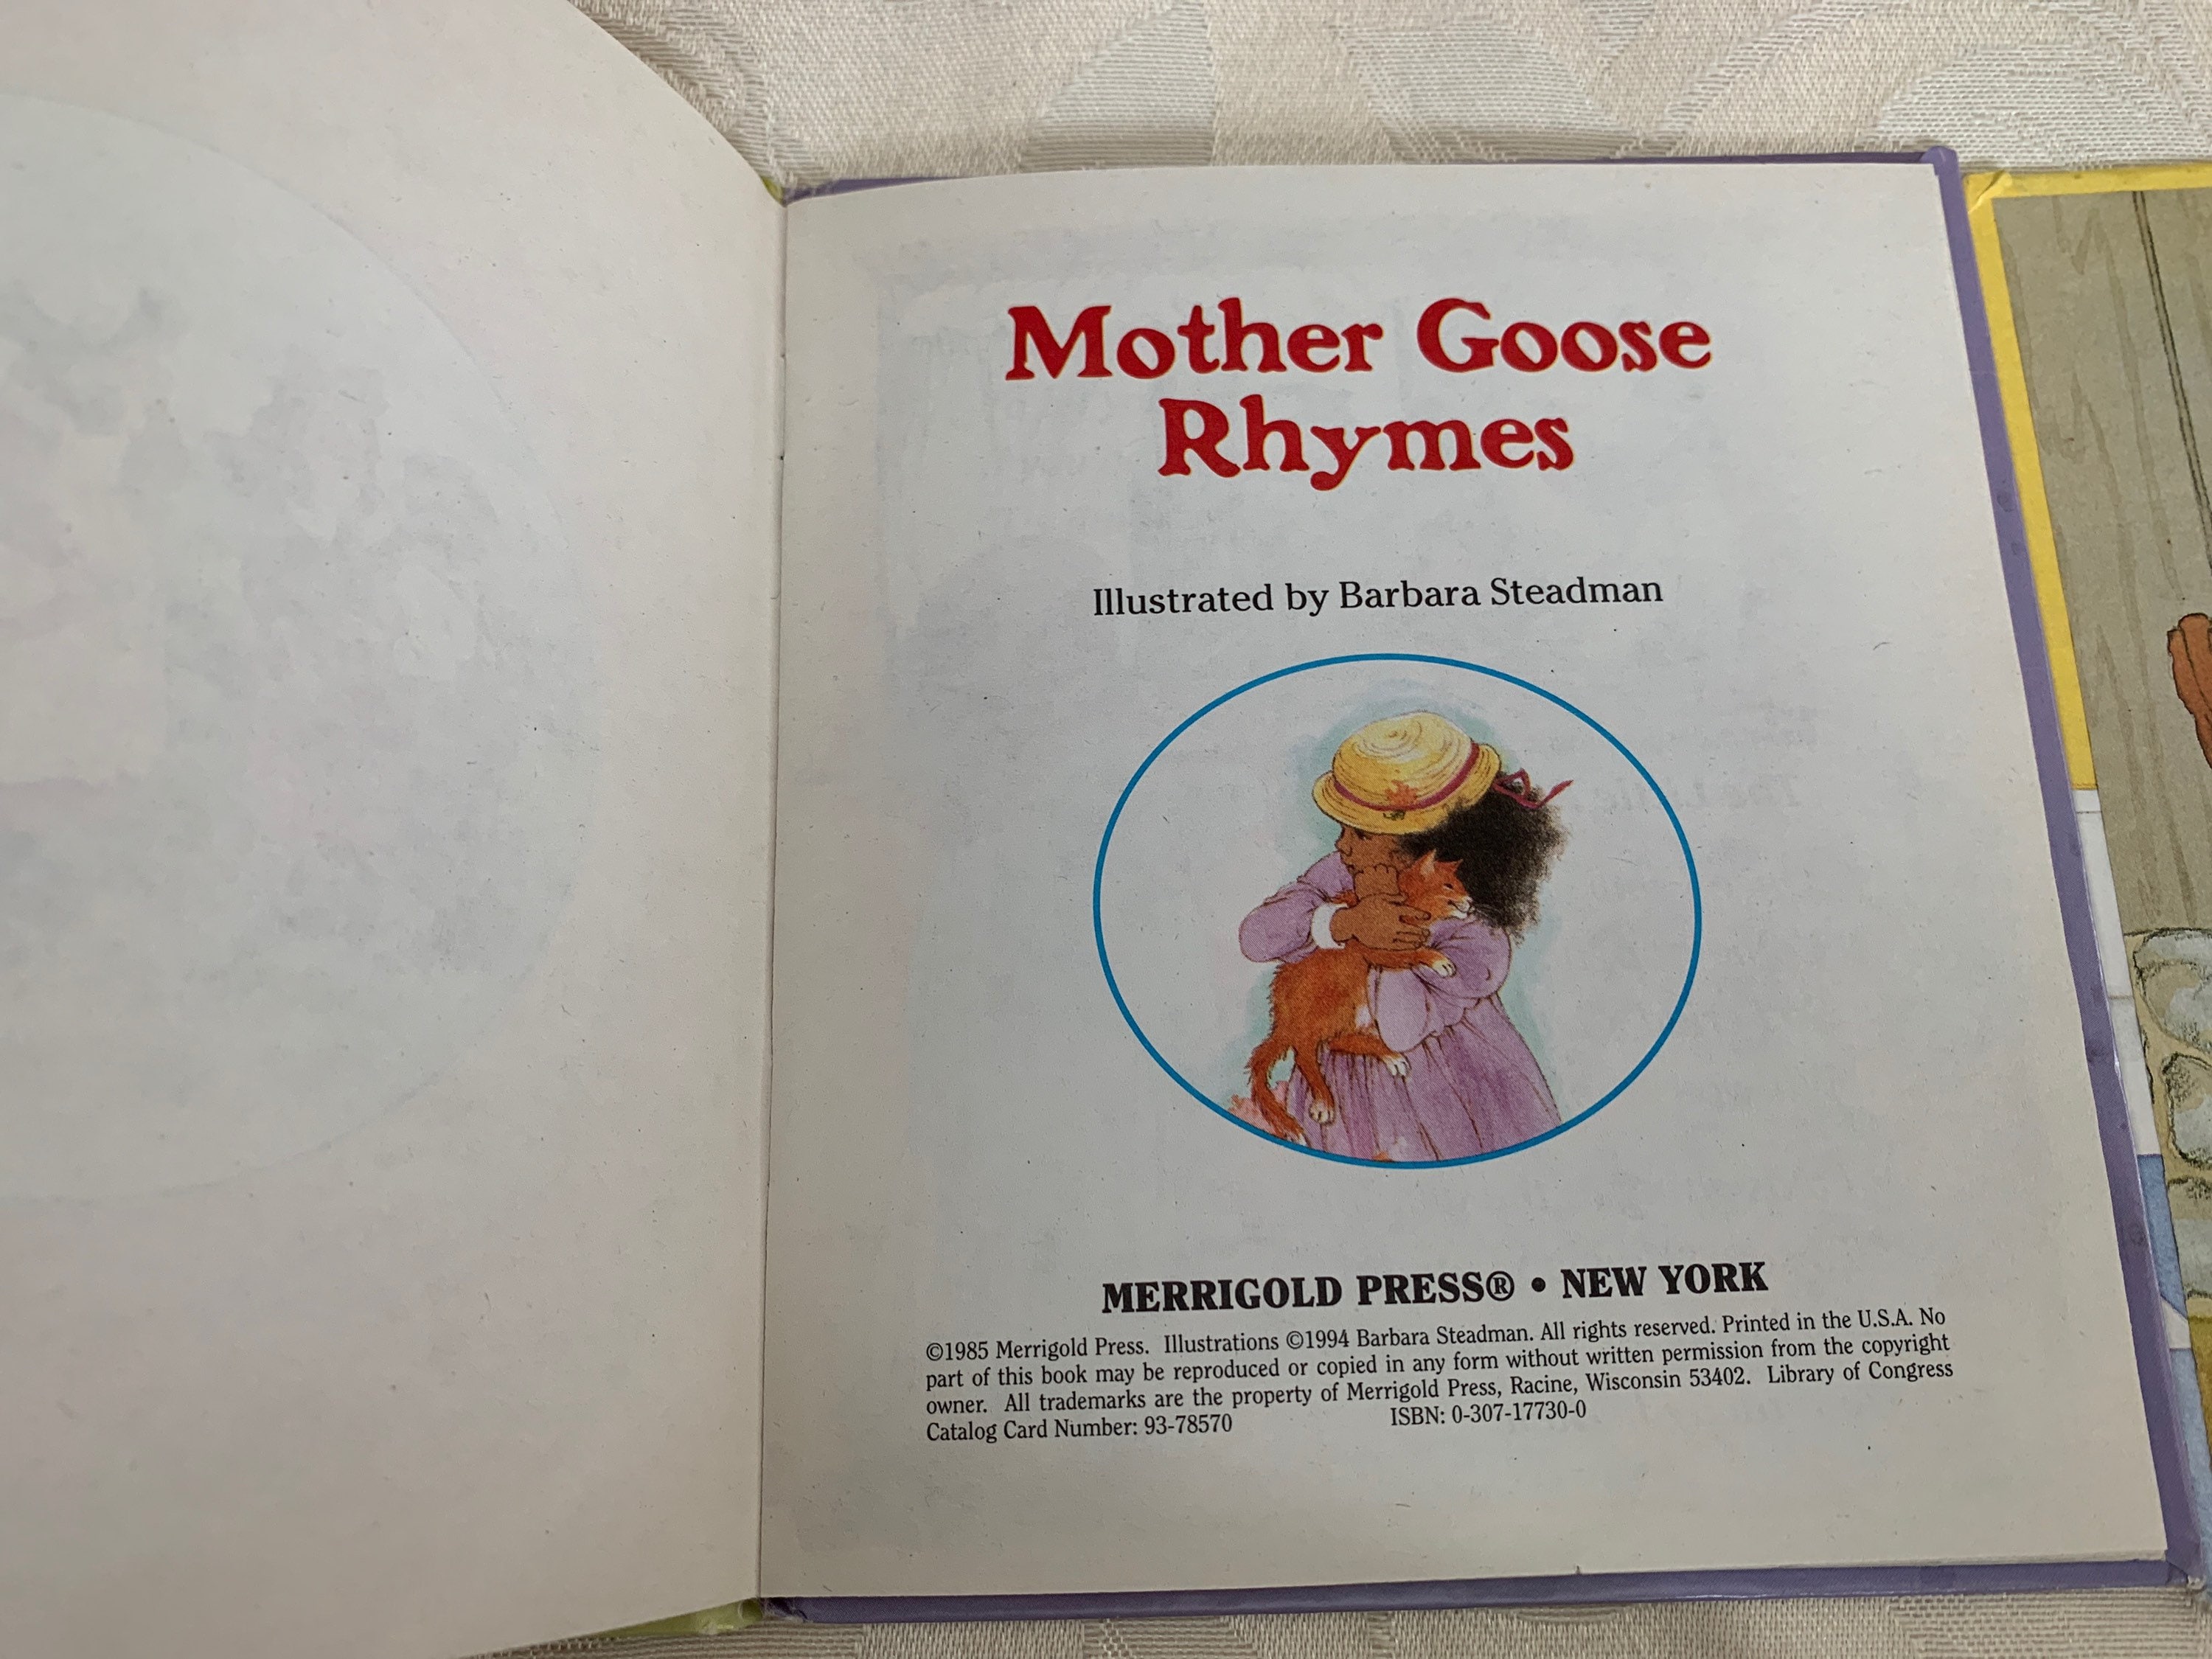 Mother Goose
Rhymes
Illustrated by Barbara Steadman
MERRIGOLD PRESS® • NEW YORK
©1985 Merrigold Press. Illustrations ©1994 Barbara Steadman. All rights reserved. Printed in the U.S.A. No
part of this book may be reproduced or copied in any form without written permission from the copyright
owner. All trademarks are the property of Merrigold Press, Racine, Wisconsin 53402. Library of Congress
Catalog Card Number: 93-78570 ISBN: 0-307-17730-0